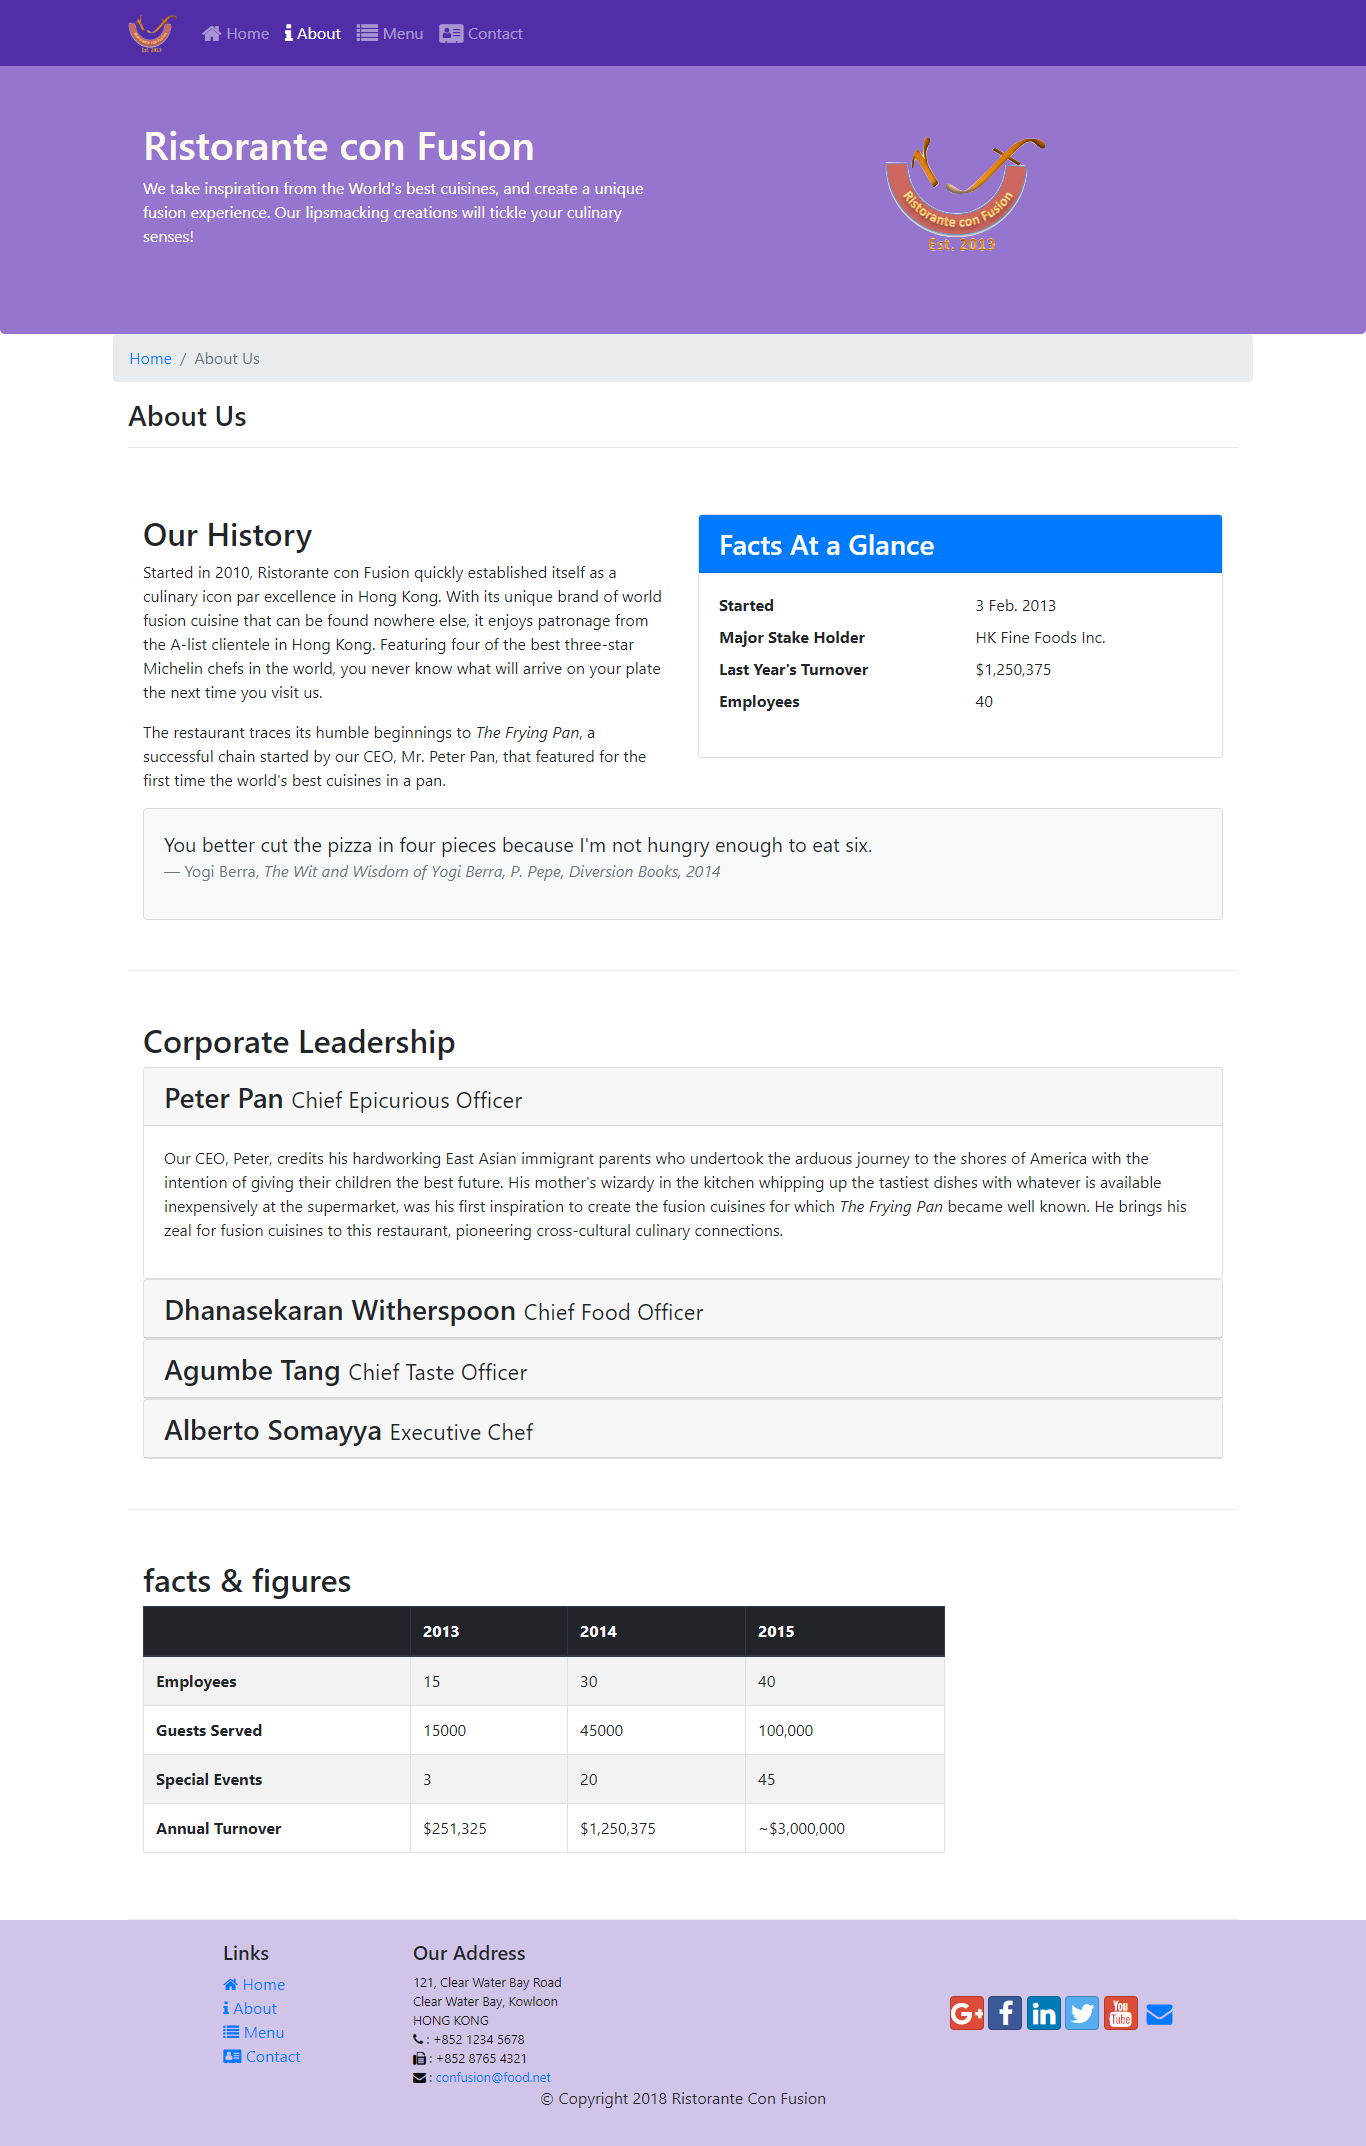 Home About Menu Contact
Ristorante con Fusion
We take inspiration from the World's best cuisines, and create a unique
fusion experience. Our lipsmacking creations will tickle your culinary
senses!
Ristorante con Fusion
Est. 2013
Home / About Us
About Us
Our History
Started in 2010, Ristorante con Fusion quickly established itself as a
culinary icon par excellence in Hong Kong. With its unique brand of world
fusion cuisine that can be found nowhere else, it enjoys patronage from
the A-list clientele in Hong Kong. Featuring four of the best three-star
Michelin chefs in the world, you never know what will arrive on your plate
the next time you visit us.
The restaurant traces its humble beginnings to The Frying Pan, a
successful chain started by our CEO, Mr. Peter Pan, that featured for the
first time the world's best cuisines in a pan.
Facts At a Glance
Started 3 Feb. 2013
Major Stake Holder HK Fine Foods Inc.
Last Year's Turnover $1,250,375
Employees 40
You better cut the pizza in four pieces because I'm not hungry enough to eat six.
— Yogi Berra, The Wit and Wisdom of Yogi Berra, P. Pepe, Diversion Books, 2014
Corporate Leadership
Peter Pan Chief Epicurious Officer
Our CEO, Peter, credits his hardworking East Asian immigrant parents who undertook the arduous journey to the shores of America with the
intention of giving their children the best future. His mother's wizardy in the kitchen whipping up the tastiest dishes with whatever is available
inexpensively at the supermarket, was his first inspiration to create the fusion cuisines for which The Frying Pan became well known. He brings his
zeal for fusion cuisines to this restaurant, pioneering cross-cultural culinary connections.
Dhanasekaran Witherspoon Chief Food Officer
Agumbe Tang Chief Taste Officer
Alberto Somayya Executive Chef
facts & figures
2013 2014 2015
Employees 15 30 40
Guests Served 15000 45000 100,000
Special Events 3 20 45
Annual Turnover $251,325 $1,250,375 ~$3,000,000
Links
Home
About
Menu
Contact
Our Address
121, Clear Water Bay Road
Clear Water Bay, Kowloon
HONG KONG
: +852 1234 5678
: +852 8765 4321
: confusion@food.net
G+ f in You Tube
© Copyright 2018 Ristorante Con Fusion